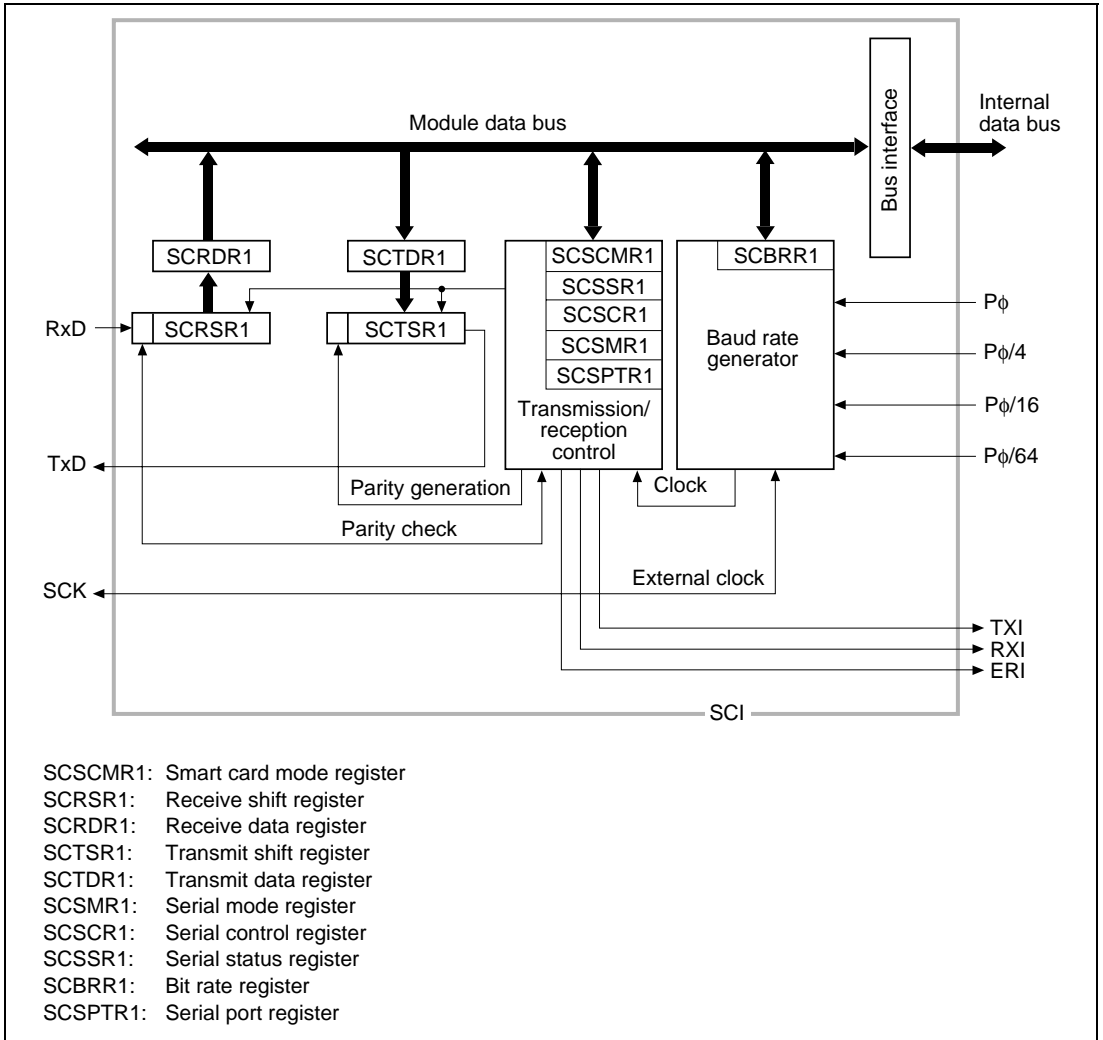 Module data bus
Bus interface
Internal
data bus
SCRDR1
SCTDR1
SCSCMR1
SCSSR1
SCSCR1
SCSMR1
SCSPTR1
Transmission/
reception
control
SCBRR1
Baud rate
generator
RxD
SCRSR1
SCTSR1
Pϕ
Pϕ/4
Pϕ/16
Pϕ/64
TxD
Parity generation
Clock
Parity check
SCK
External clock
TXI
RXI
ERI
SCI
SCSCMR1: Smart card mode register
SCRSR1: Receive shift register
SCRDR1: Receive data register
SCTSR1: Transmit shift register
SCTDR1: Transmit data register
SCSMR1: Serial mode register
SCSCR1: Serial control register
SCSSR1: Serial status register
SCBRR1: Bit rate register
SCSPTR1: Serial port register